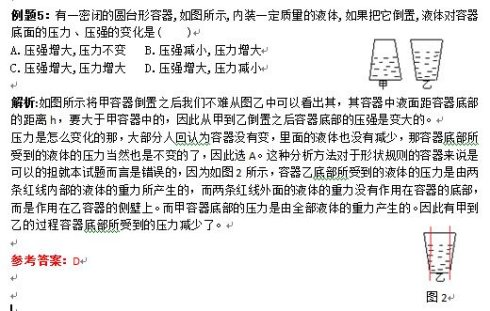 例题5：有一密闭的圆台形容器,如图所示,内装一定质量的液体,如果把它倒置,液体对容器
底面的压力、压强的变化是(      )
A.压强增大,压力不变   B.压强减小,压力增大
C.压强增大,压力增大   D.压强增大,压力减小
甲 乙
解析:如图所示将甲容器倒置之后我们不难从图乙中可以看出其，其容器中液面距容器底部
的距离h，要大于甲容器中的，因此从甲到乙倒置之后容器底部的压强是变大的。
压力是怎么变化的那，大部分人回认为容器没有变，里面的液体也没有减少，那容器底部所
受到的液体的压力当然也是不变的了，因此选A。这种分析方法对于形状规则的容器来说是
可以的担就本试题而言是错误的，因为如图2所示，容器乙底部所受到的液体的压力是由两
条红线内部的液体的重力所产生的，而两条红线外面的液体的重力没有作用在容器的底部，
而是作用在乙容器的侧壁上。而甲容器底部的压力是由全部液体的重力产生的。因此有甲到
乙的过程容器底部所受到的压力减少了。
参考答案：D
乙
图2